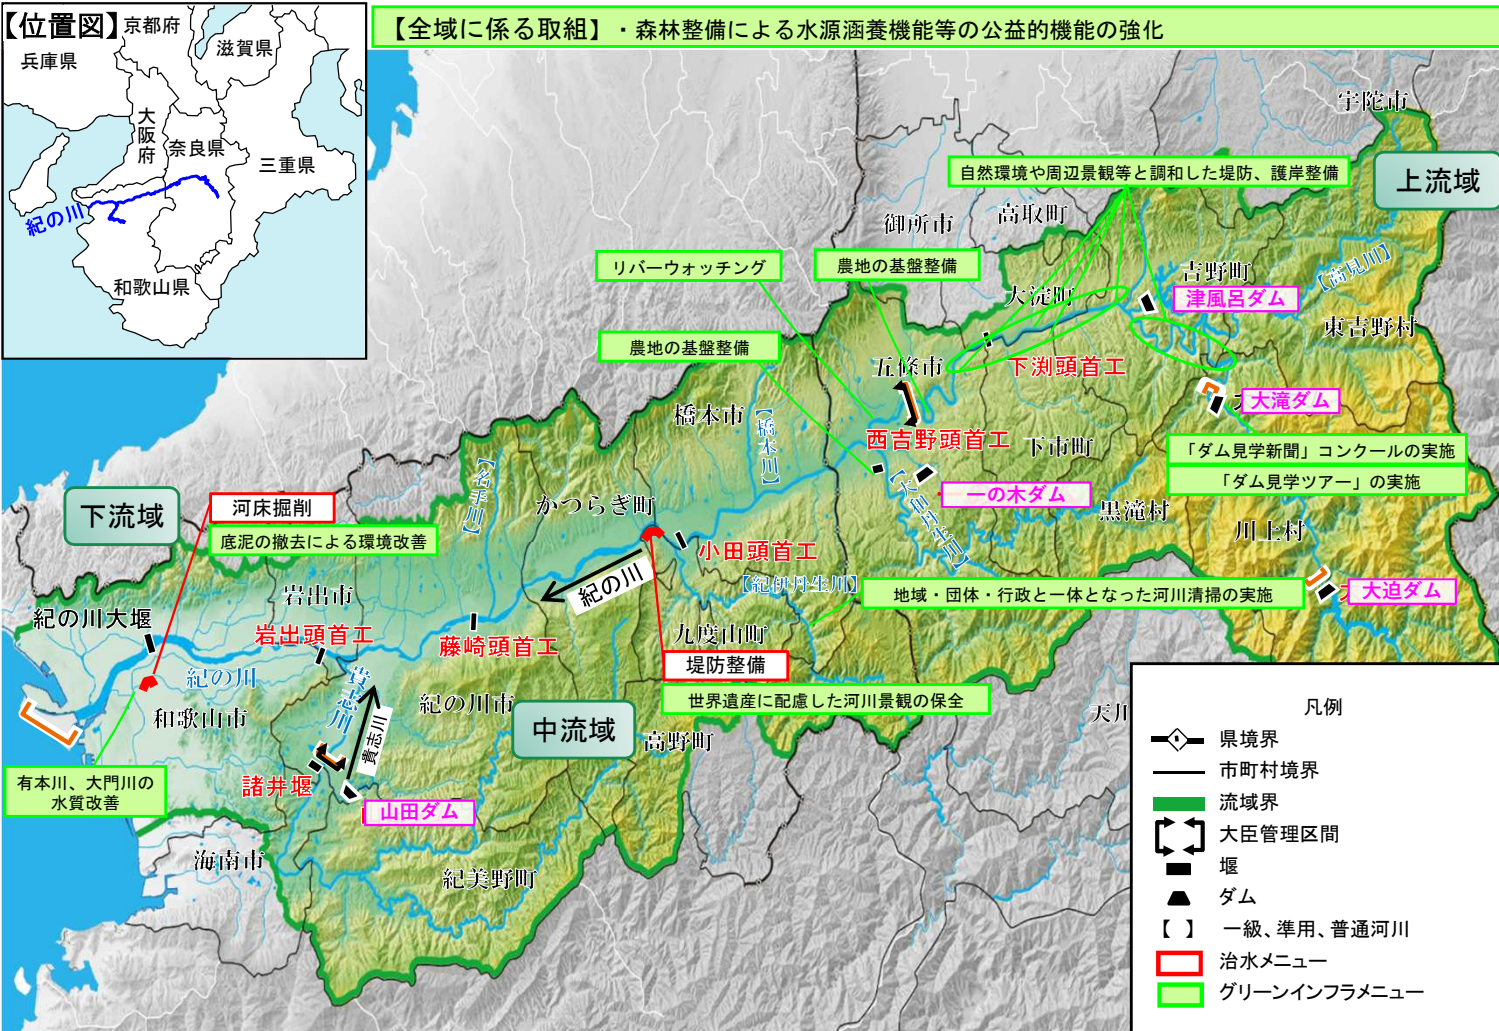 【位置図】
京都府
滋賀県
兵庫県
大阪府
奈良県
三重県
紀の川
和歌山県
【全域に係る取組】・森林整備による水源涵養機能等の公益的機能の強化
宇陀市
上流域
自然環境や周辺景観等と調和した堤防、護岸整備
御所市
高取町
リバーウォッチング
農地の基盤整備
大淀町
吉野町
【高見川】
津風呂ダム
東吉野村
農地の基盤整備
五條市
下渕頭首工
大滝ダム
橋本市
【橋本川】
西吉野頭首工
下市町
「ダム見学新聞」コンクールの実施
「ダム見学ツアー」の実施
【名手川】
一の木ダム
黒滝村
川上村
下流域
河床掘削
底泥の撤去による環境改善
かつらぎ町
小田頭首工
紀の川
【紀伊丹生川】
地域・団体・行政と一体となった河川清掃の実施
大迫ダム
岩出市
紀の川大堰
岩出頭首工
藤崎頭首工
九度山町
堤防整備
世界遺産に配慮した河川景観の保全
紀の川
貴志川
和歌山市
紀の川市
中流域
高野町
天川
貴志川
有本川、大門川の
水質改善
諸井堰
山田ダム
海南市
紀美野町
凡例
県境界
市町村境界
流域界
大臣管理区間
堰
ダム
【 】 一級、準用、普通河川
治水メニュー
グリーンインフラメニュー